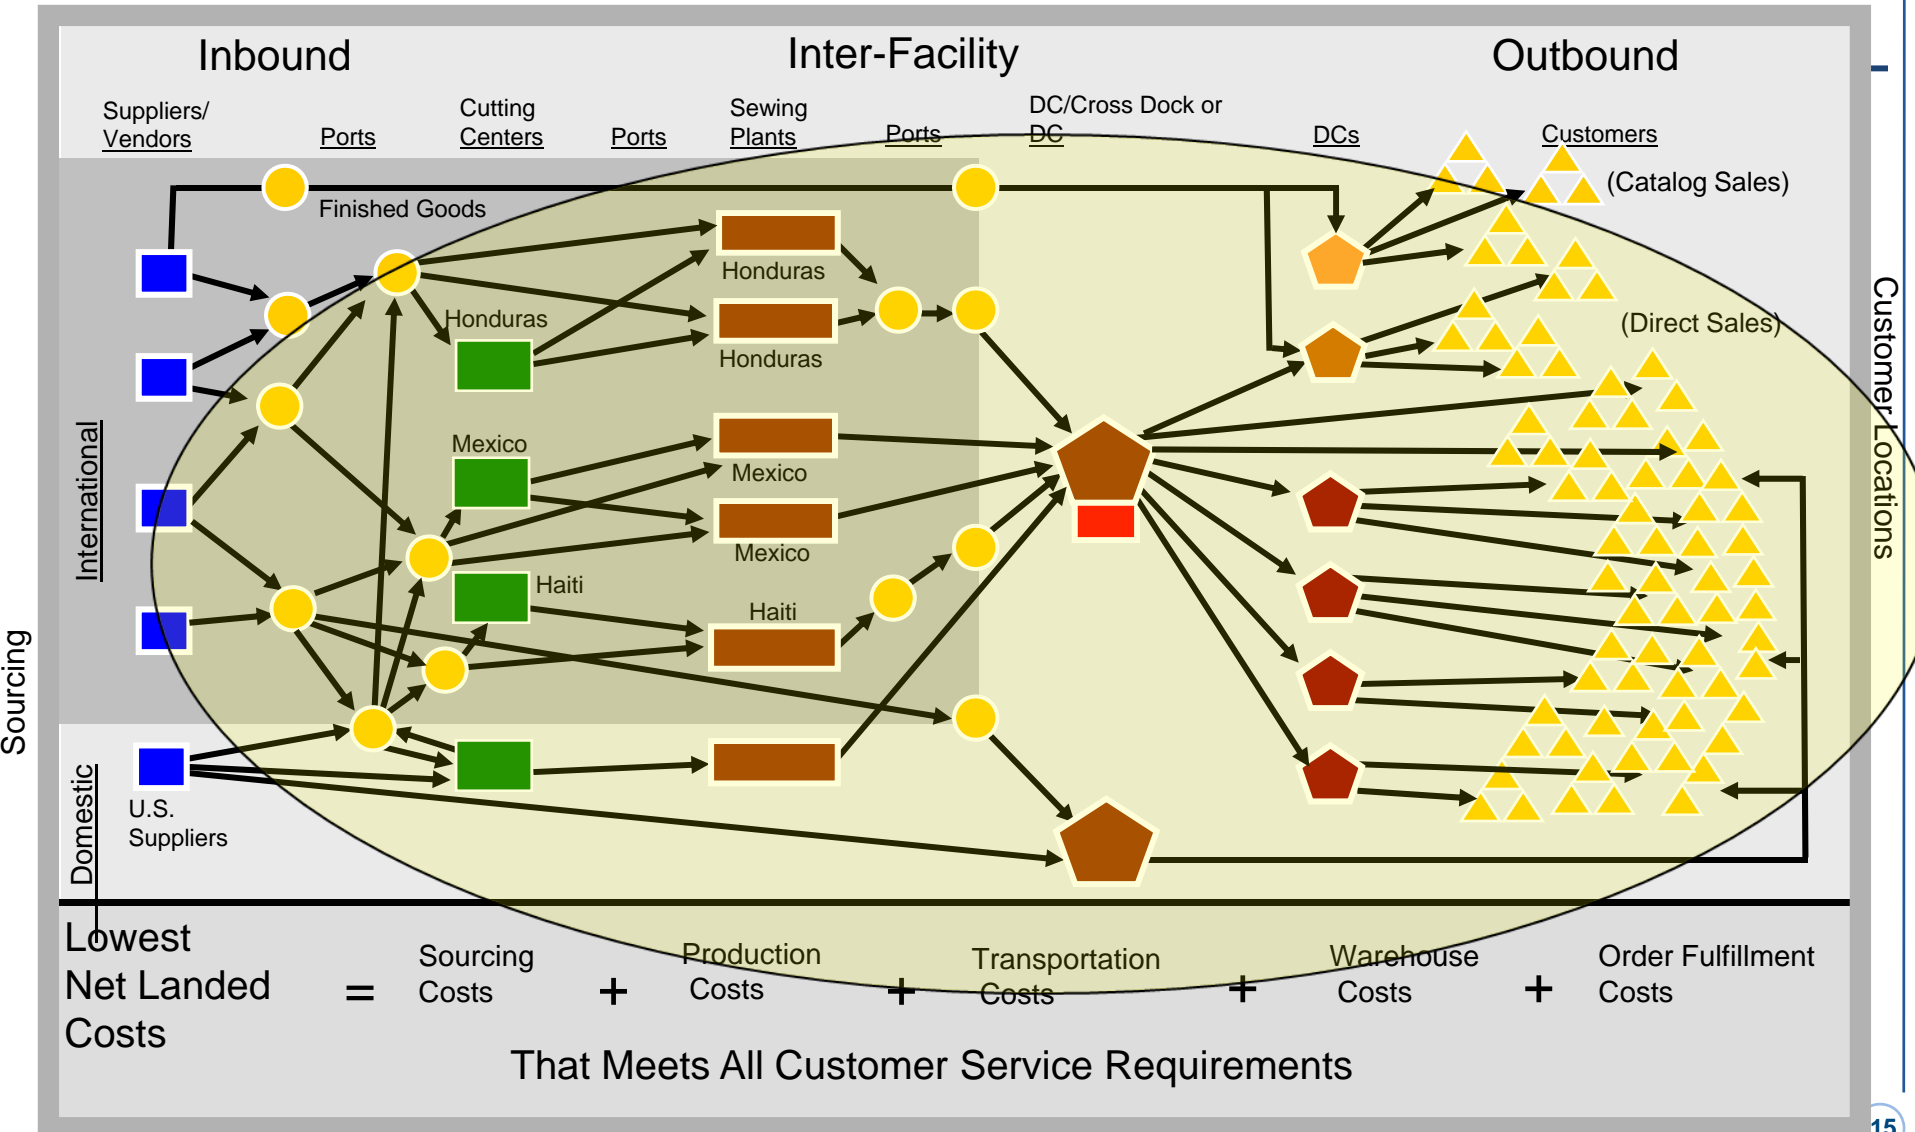 Inbound
Inter-Facility
Outbound
Suppliers/
Vendors
Ports
Cutting
Centers
Ports
Sewing
Plants
Ports
DC/Cross Dock or
DC
DCs
Customers
(Catalog Sales)
Finished Goods
Honduras
Honduras
Honduras
(Direct Sales)
Customer Locations
International
Mexico
Mexico
Mexico
Haiti
Haiti
Sourcing
Domestic
U.S.
Suppliers
Lowest
Net Landed
Costs
=
Sourcing
Costs
+
Production
Costs
+
Transportation
Costs
+
Warehouse
Costs
+
Order Fulfillment
Costs
That Meets All Customer Service Requirements
15